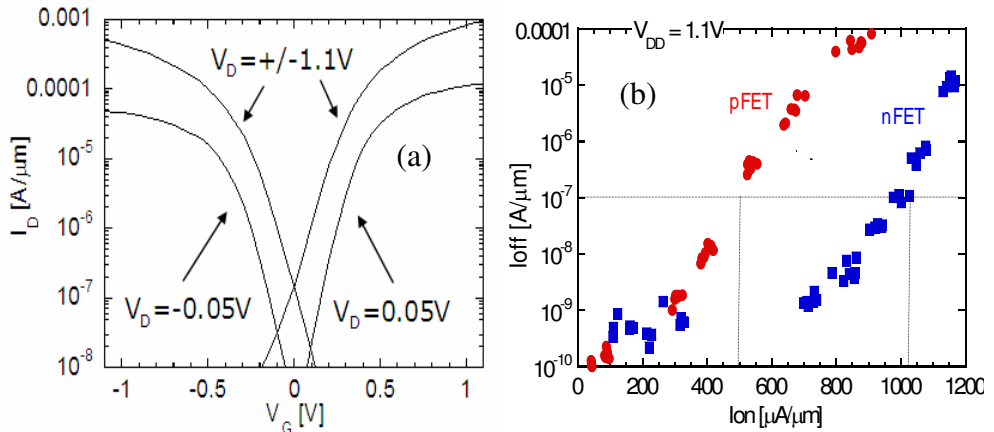 (a)
0.001
0.0001
10⁻⁵
10⁻⁶
10⁻⁷
10⁻⁸
I_D [A/μm]
V_D=+/-1.1V
(a)
V_D=-0.05V
V_D=0.05V
-1
-0.5
0
0.5
1
V_G [V]
0.0001
10⁻⁵
10⁻⁶
10⁻⁷
10⁻⁸
10⁻⁹
10⁻¹⁰
Ioff [A/μm]
V_DD = 1.1V
(b)
pFET
nFET
0
200
400
600
800
1000
1200
Ion [μA/μm]